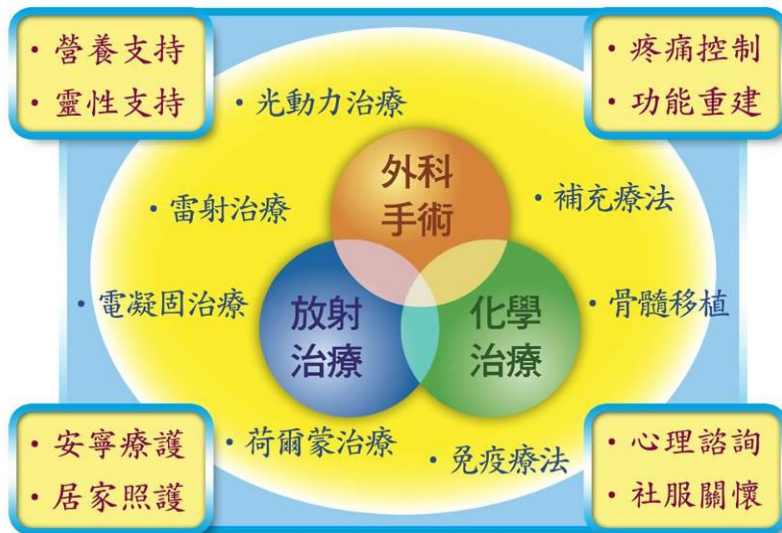 • 營養支持
• 靈性支持
• 疼痛控制
• 功能重建
• 光動力治療
外科
手術
• 雷射治療
• 補充療法
• 電凝固治療
放射
治療
化學
治療
• 骨髓移植
• 安寧療護
• 居家照護
• 荷爾蒙治療
• 免疫療法
• 心理諮詢
• 社服關懷